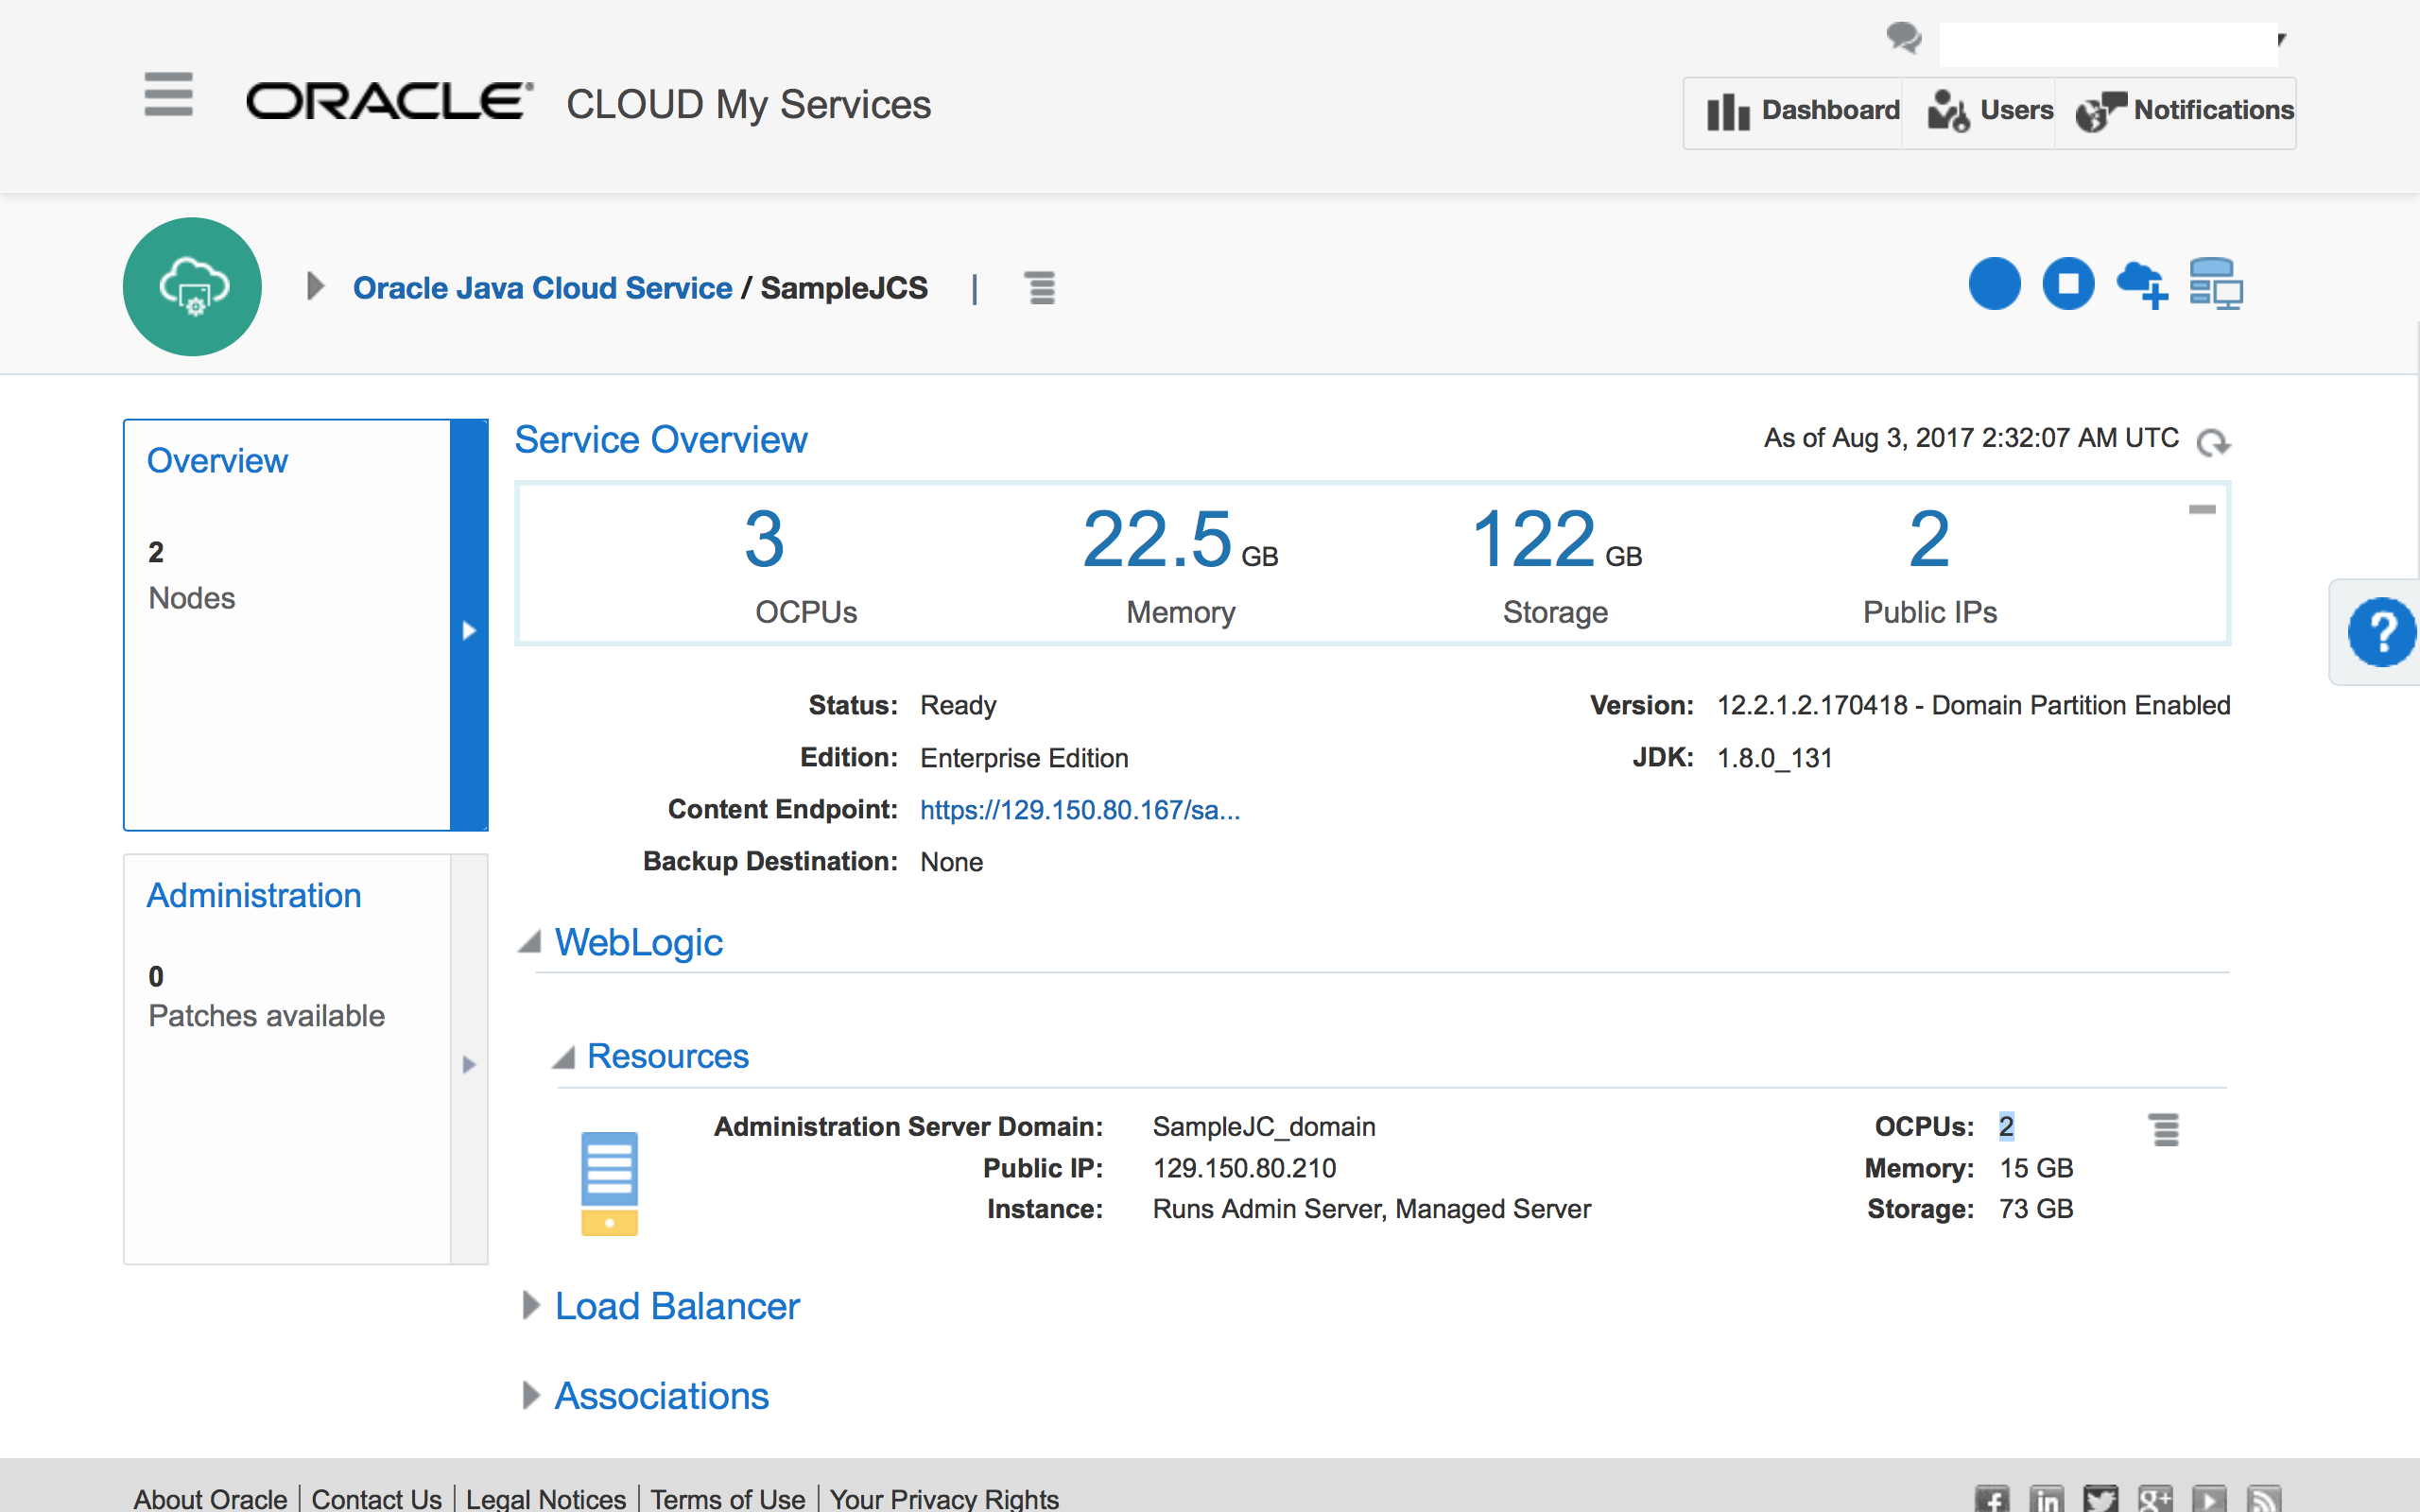 ORACLE CLOUD My Services
Dashboard Users Notifications
Oracle Java Cloud Service / SampleJCS |
Overview
2
Nodes
Administration
0
Patches available
Service Overview
As of Aug 3, 2017 2:32:07 AM UTC
3 22.5 GB 122 GB 2
OCPUs Memory Storage Public IPs
?
Status: Ready Version: 12.2.1.2.170418 - Domain Partition Enabled
Edition: Enterprise Edition JDK: 1.8.0_131
Content Endpoint: https://129.150.80.167/sa...
Backup Destination: None
WebLogic
Resources
Administration Server Domain: SampleJC_domain OCPUs: 2
Public IP: 129.150.80.210 Memory: 15 GB
Instance: Runs Admin Server, Managed Server Storage: 73 GB
Load Balancer
Associations
About Oracle | Contact Us | Legal Notices | Terms of Use | Your Privacy Rights
f in g+